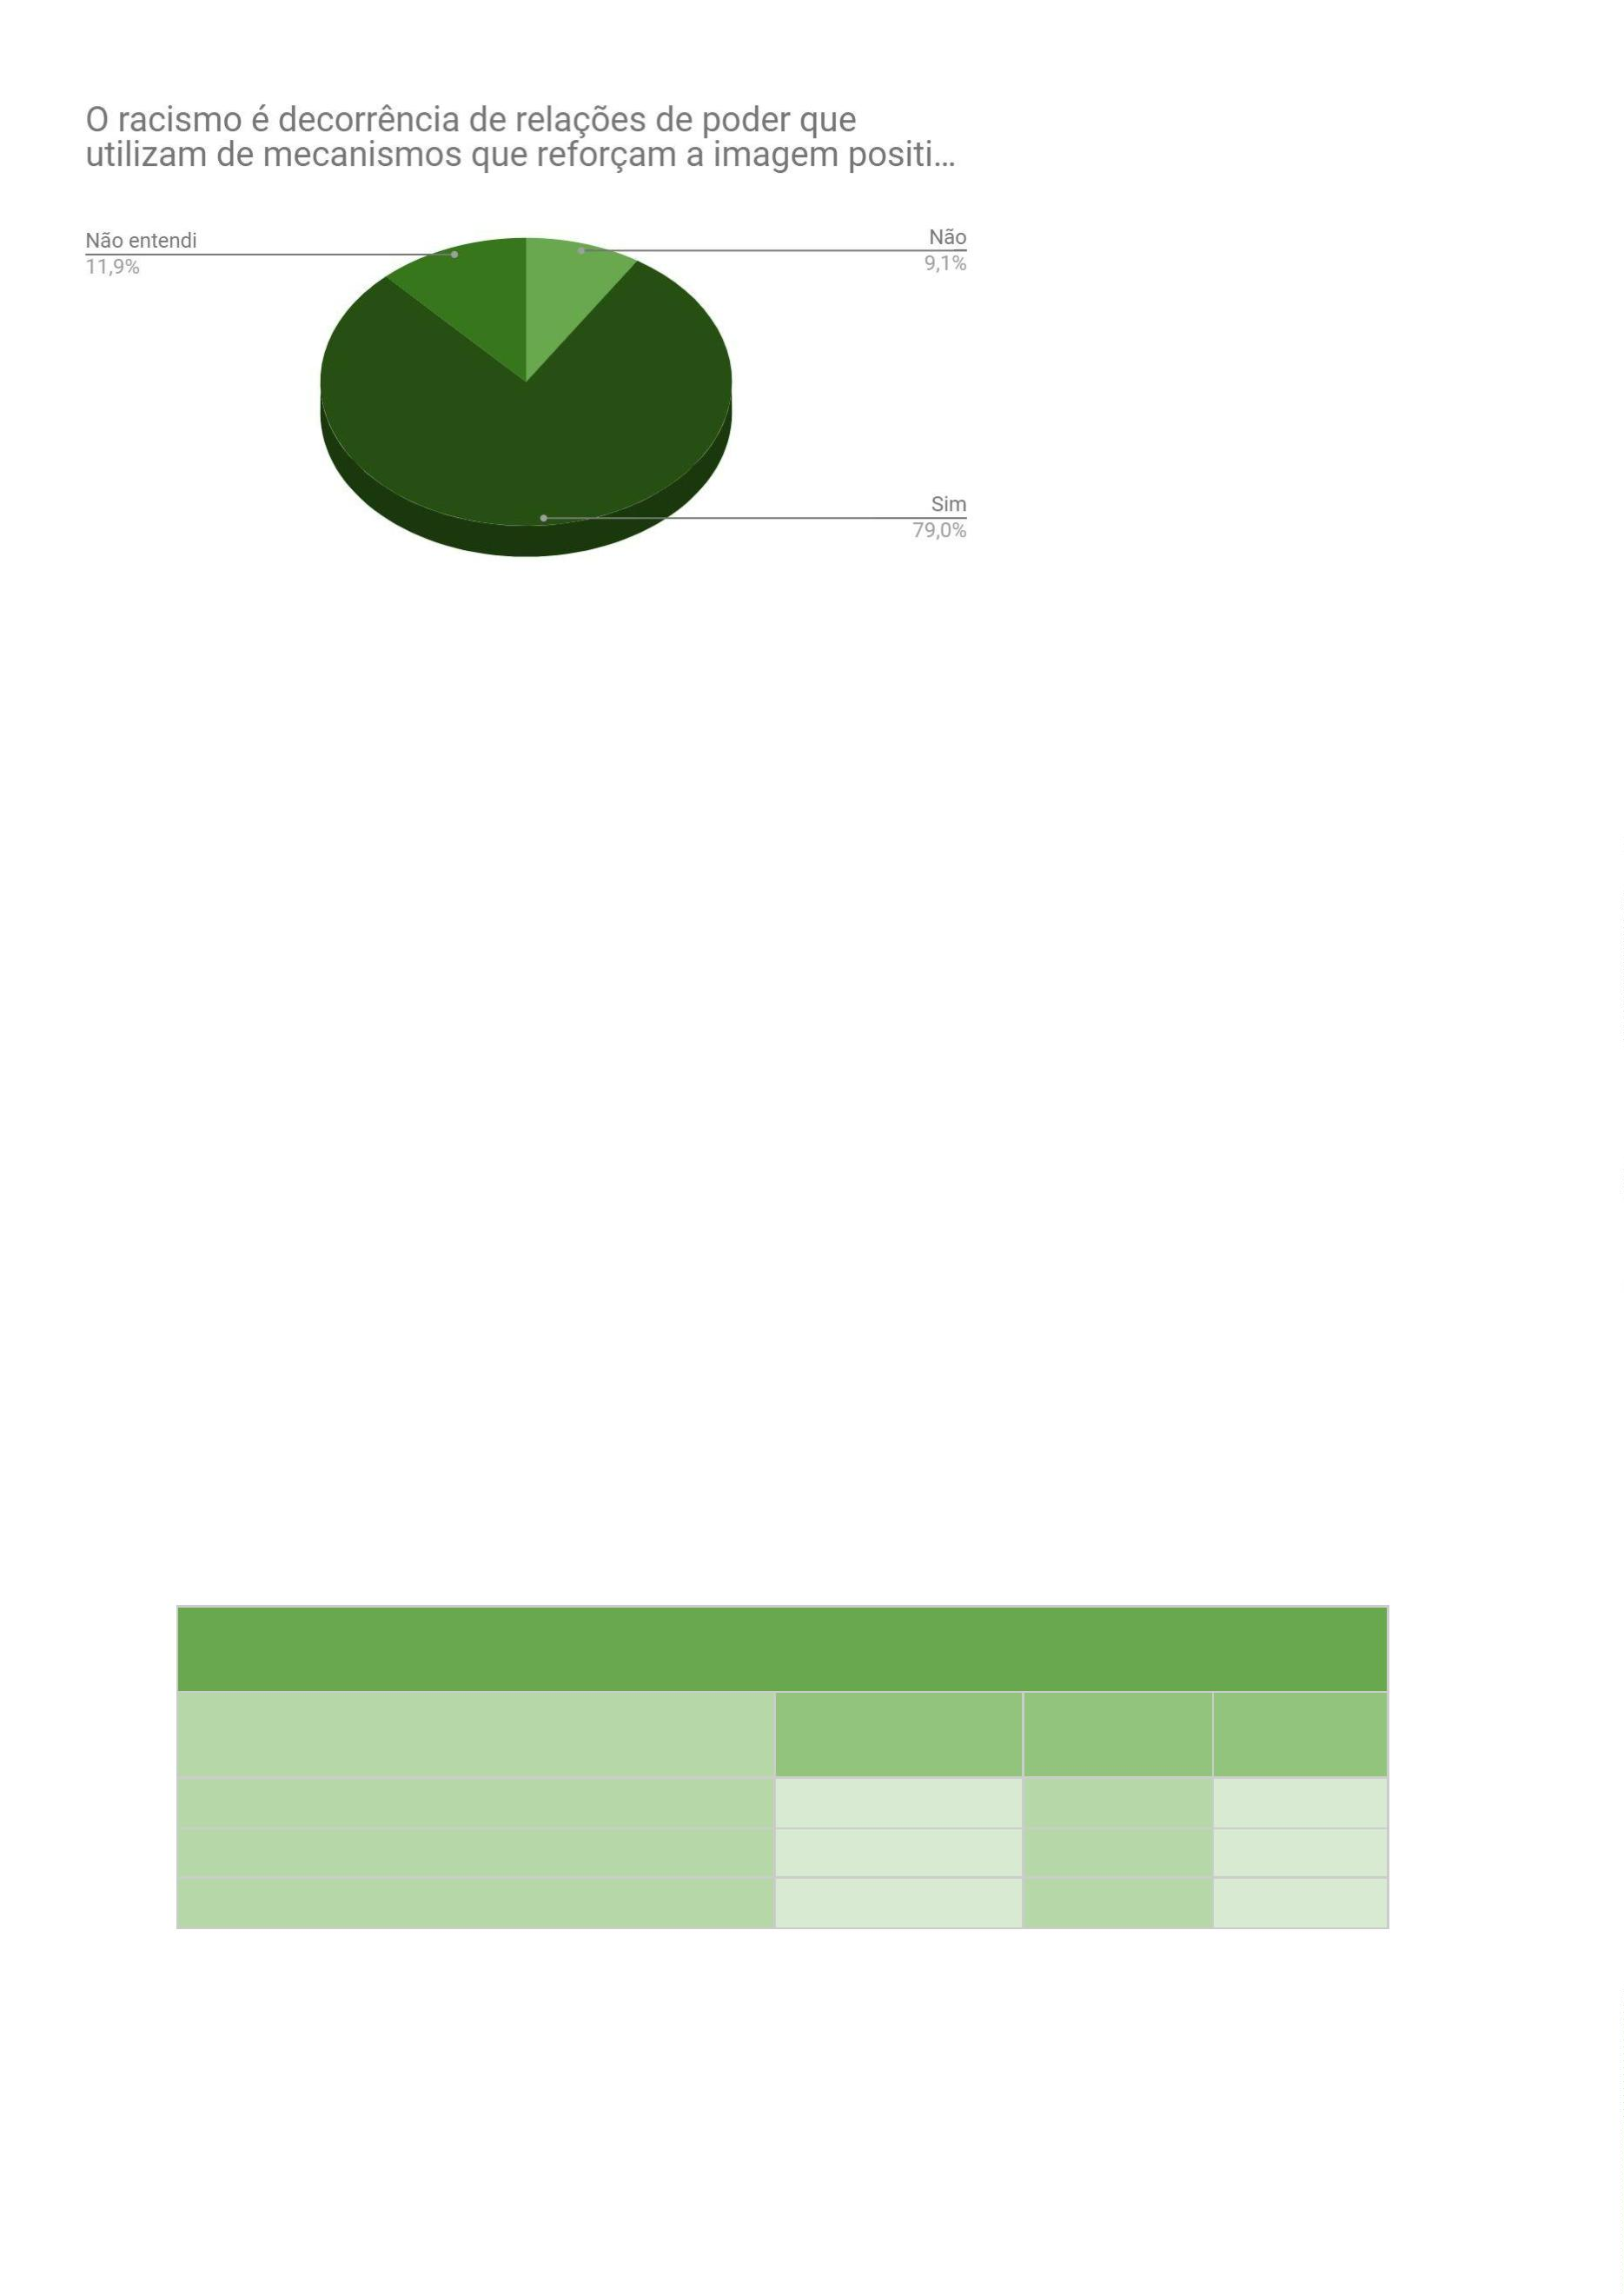 O racismo é decorrência de relações de poder que
utilizam de mecanismos que reforçam a imagem positi...
Não entendi
11,9%
Não
9,1%
Sim
79,0%